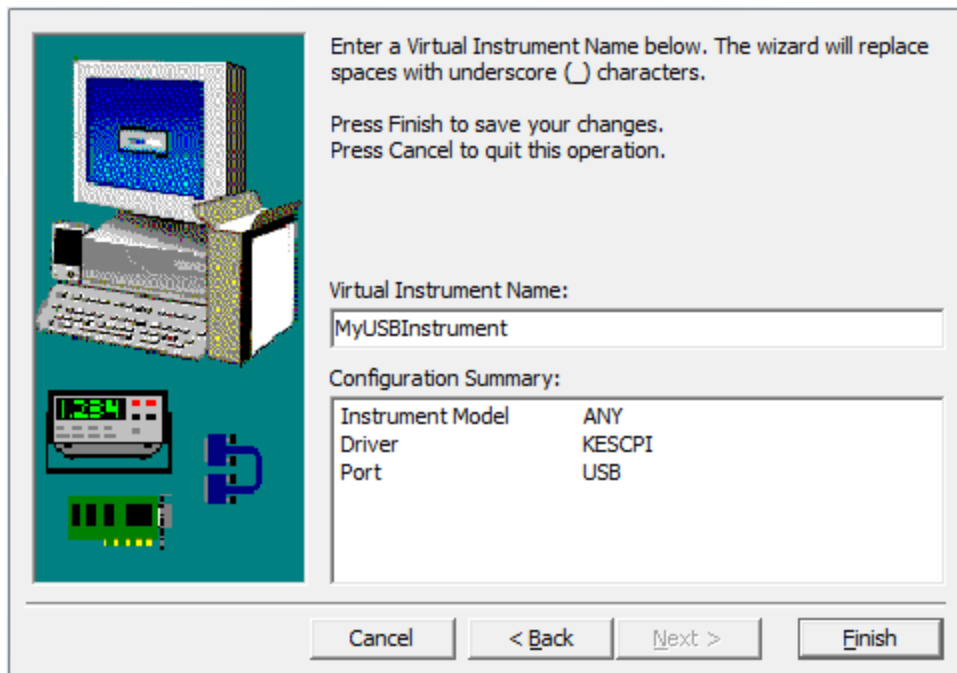 Enter a Virtual Instrument Name below. The wizard will replace
spaces with underscore (_) characters.
Press Finish to save your changes.
Press Cancel to quit this operation.
Virtual Instrument Name:
MyUSBInstrument
Configuration Summary:
Instrument Model ANY
Driver KESCPI
Port USB
1.234
Cancel < Back Next > Finish